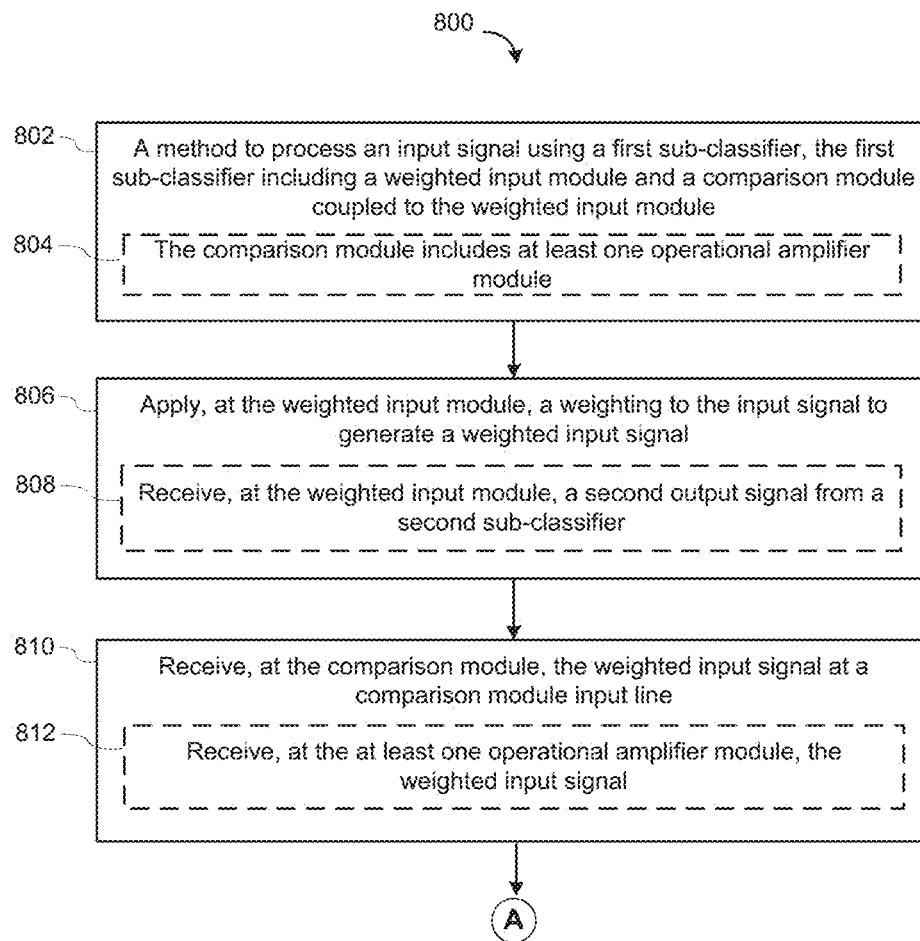 800
802
A method to process an input signal using a first sub-classifier, the first
sub-classifier including a weighted input module and a comparison module
coupled to the weighted input module
804
The comparison module includes at least one operational amplifier
module
806
Apply, at the weighted input module, a weighting to the input signal to
generate a weighted input signal
808
Receive, at the weighted input module, a second output signal from a
second sub-classifier
810
Receive, at the comparison module, the weighted input signal at a
comparison module input line
812
Receive, at the at least one operational amplifier module, the
weighted input signal
A